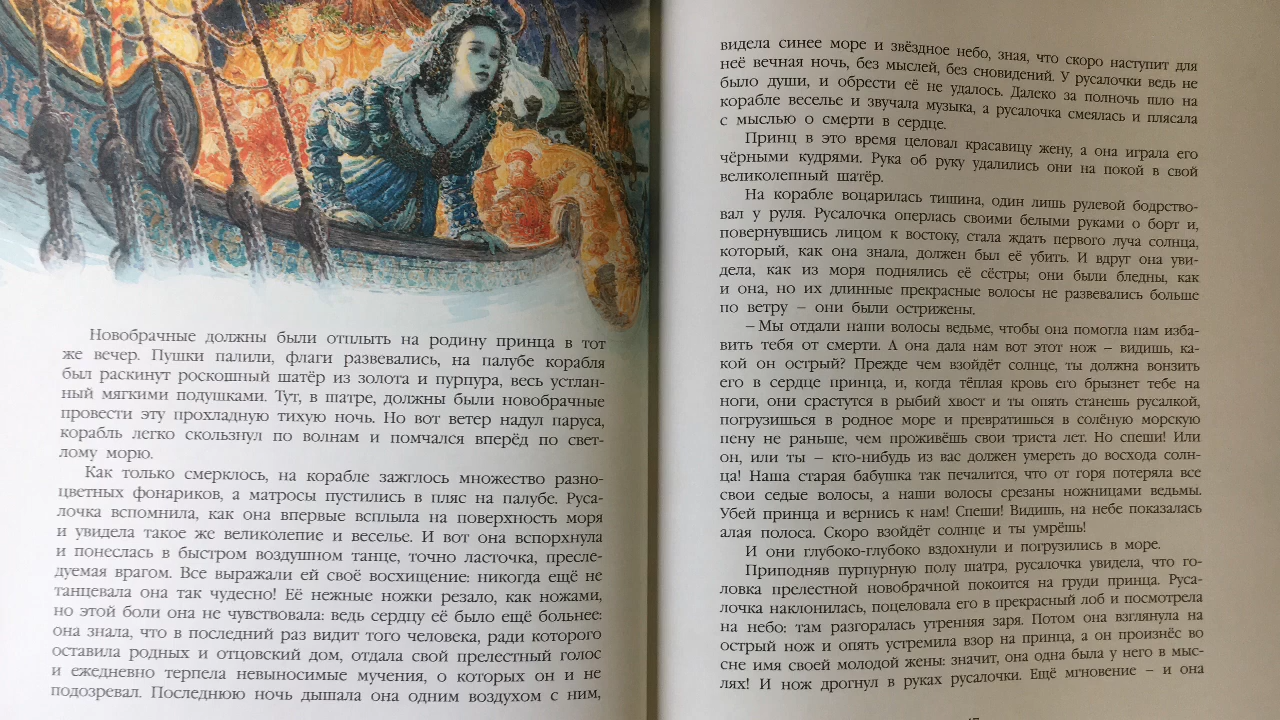 Новобрачные должны были отплыть на родину принца в тот
же вечер. Пушки палили, флаги развевались, на палубе корабля
был раскинут роскошный шатёр из золота и пурпура, весь устлан-
ный мягкими подушками. Тут, в шатре, должны были новобрачные
провести эту прохладную тихую ночь. Но вот ветер надул паруса,
корабль легко скользнул по волнам и помчался вперёд по свет-
лому морю.
Как только смерклось, на корабле зажглось множество разно-
цветных фонариков, а матросы пустились в пляс на палубе. Руса-
лочка вспомнила, как она впервые всплыла на поверхность моря
и увидела такое же великолепие и веселье. И вот она вспорхнула
и понеслась в быстром воздушном танце, точно ласточка, пресле-
дуемая врагом. Все выражали ей своё восхищение: никогда ещё не
танцевала она так чудесно! Её нежные ножки резало, как ножами,
но этой боли она не чувствовала: ведь сердцу её было ещё больнее:
она знала, что в последний раз видит того человека, ради которого
оставила родных и отцовский дом, отдала свой прелестный голос
и ежедневно терпела невыносимые мучения, о которых он и не
подозревал. Последнюю ночь дышала она одним воздухом с ним,
видела синее море и звёздное небо, зная, что скоро наступит для
неё вечная ночь, без мыслей, без сновидений. У русалочки ведь не
было души, и обрести её не удалось. Далеко за полночь шло на
корабле веселье и звучала музыка, а русалочка смеялась и плясала
с мыслью о смерти в сердце.
Принц в это время целовал красавицу жену, а она играла его
чёрными кудрями. Рука об руку удалились они на покой в свой
великолепный шатёр.
На корабле воцарилась тишина, один лишь рулевой бодрство-
вал у руля. Русалочка оперлась своими белыми руками о борт и,
повернувшись лицом к востоку, стала ждать первого луча солнца,
который, как она знала, должен был её убить. И вдруг она уви-
дела, как из моря поднялись её сёстры; они были бледны, как
и она, но их длинные прекрасные волосы не развевались больше
по ветру – они были острижены.
– Мы отдали наши волосы ведьме, чтобы она помогла нам изба-
вить тебя от смерти. А она дала нам вот этот нож – видишь, ка-
кой он острый? Прежде чем взойдёт солнце, ты должна вонзить
его в сердце принца, и, когда тёплая кровь его брызнет тебе на
ноги, они срастутся в рыбий хвост и ты опять станешь русалкой,
погрузишься в родное море и превратишься в солёную морскую
пену не раньше, чем проживёшь свои триста лет. Но спеши! Или
он, или ты – кто-нибудь из вас должен умереть до восхода солн-
ца! Наша старая бабушка так печалится, что от горя потеряла все
свои седые волосы, а наши волосы срезаны ножницами ведьмы.
Убей принца и вернись к нам! Спеши! Видишь, на небе показалась
алая полоса. Скоро взойдёт солнце и ты умрёшь!
И они глубоко-глубоко вздохнули и погрузились в море.
Приподняв пурпурную полу шатра, русалочка увидела, что го-
ловка прелестной новобрачной покоится на груди принца. Руса-
лочка наклонилась, поцеловала его в прекрасный лоб и посмотрела
на небо: там разгоралась утренняя заря. Потом она взглянула на
острый нож и опять устремила взор на принца, а он произнёс во
сне имя своей молодой жены: значит, она одна была у него в мыс-
лях! И нож дрогнул в руках русалочки. Ещё мгновение – и она